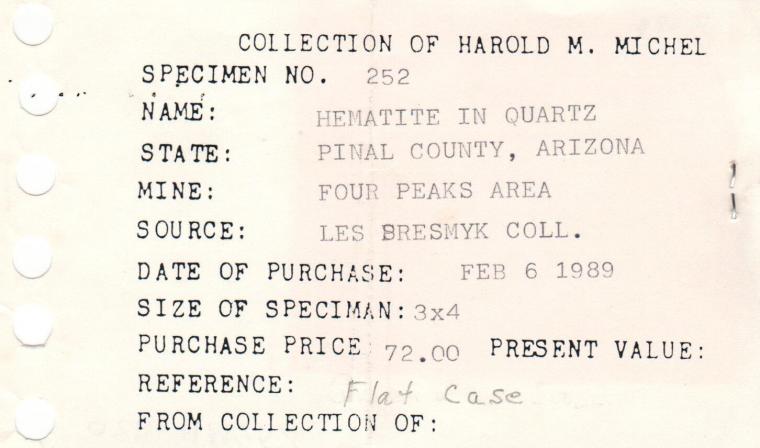 COLLECTION OF HAROLD M. MICHEL
SPECIMEN NO. 252
NAME: HEMATITE IN QUARTZ
STATE: PINAL COUNTY, ARIZONA
MINE: FOUR PEAKS AREA
SOURCE: LES BRESMYK COLL.
DATE OF PURCHASE: FEB 6 1989
SIZE OF SPECIMAN: 3x4
PURCHASE PRICE: 72.00 PRESENT VALUE:
REFERENCE: Flat Case
FROM COLLECTION OF: